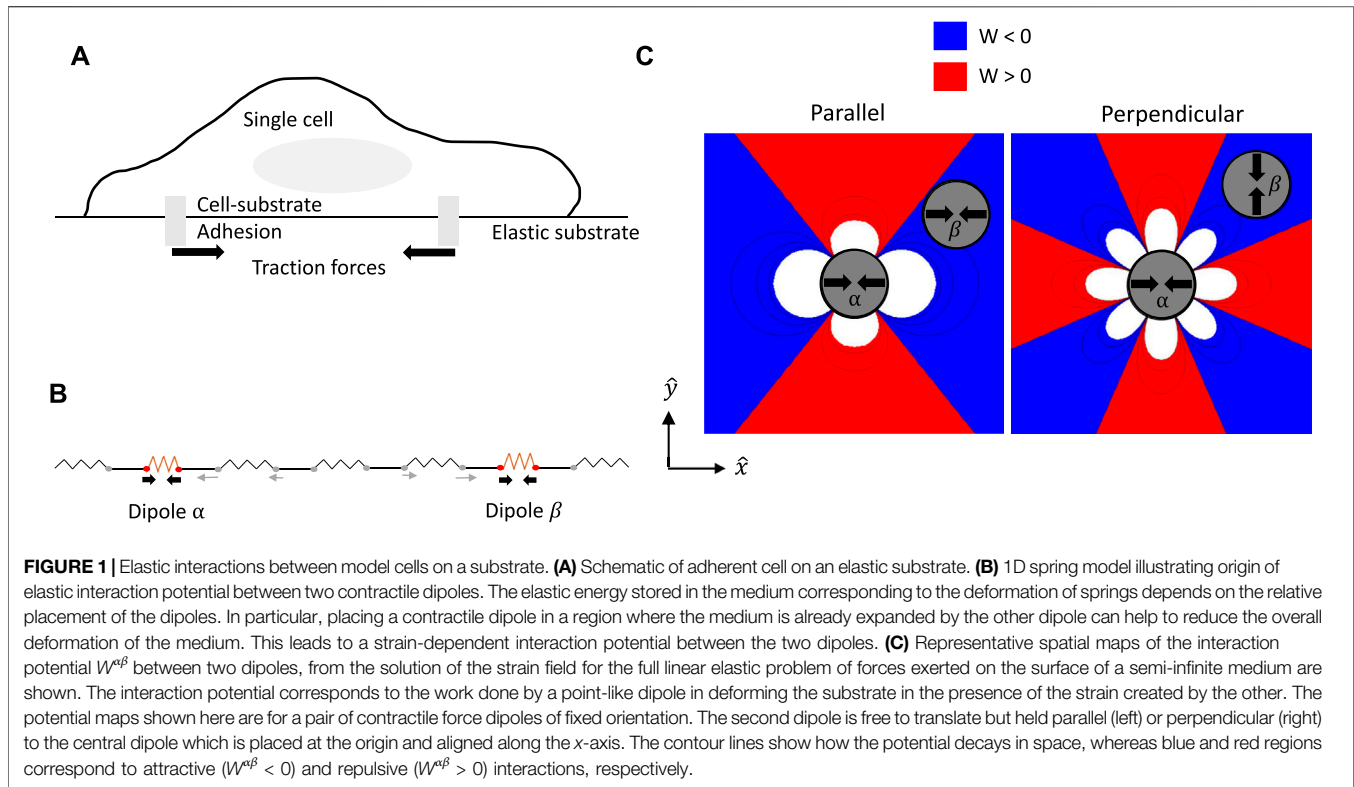 A
Single cell
Cell-substrate
Adhesion
Elastic substrate
Traction forces
B
Dipole α
Dipole β
C
W < 0
W > 0
Parallel
Perpendicular
β
α
β
α
ŷ
x̂
FIGURE 1 | Elastic interactions between model cells on a substrate. (A) Schematic of adherent cell on an elastic substrate. (B) 1D spring model illustrating origin of
elastic interaction potential between two contractile dipoles. The elastic energy stored in the medium corresponding to the deformation of springs depends on the relative
placement of the dipoles. In particular, placing a contractile dipole in a region where the medium is already expanded by the other dipole can help to reduce the overall
deformation of the medium. This leads to a strain-dependent interaction potential between the two dipoles. (C) Representative spatial maps of the interaction
potential Wαβ between two dipoles, from the solution of the strain field for the full linear elastic problem of forces exerted on the surface of a semi-infinite medium are
shown. The interaction potential corresponds to the work done by a point-like dipole in deforming the substrate in the presence of the strain created by the other. The
potential maps shown here are for a pair of contractile force dipoles of fixed orientation. The second dipole is free to translate but held parallel (left) or perpendicular (right)
to the central dipole which is placed at the origin and aligned along the x-axis. The contour lines show how the potential decays in space, whereas blue and red regions
correspond to attractive (Wαβ < 0) and repulsive (Wαβ > 0) interactions, respectively.